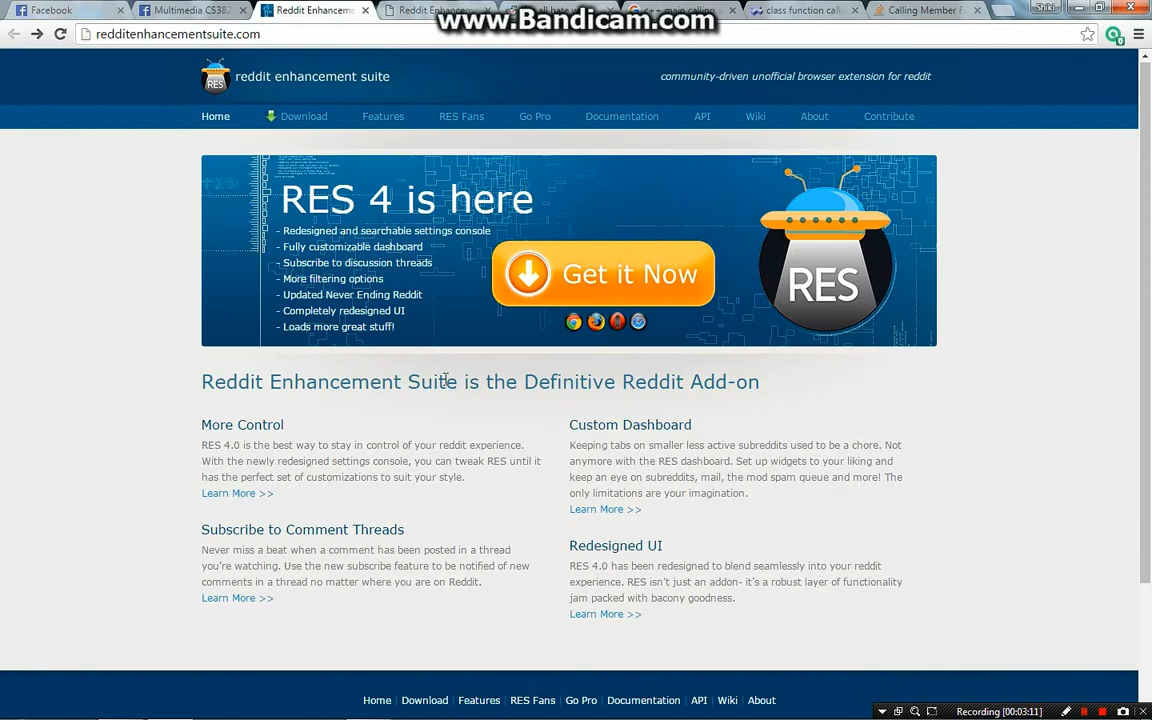 www.Bandicam.com
Facebook
Multimedia CS38
Reddit Enhanceme
Reddit Enhancem
c++ main calling
class function call
Calling Member F
Shiki
redditenhancementsuite.com
RES
reddit enhancement suite
community-driven unofficial browser extension for reddit
Home
Download
Features
RES Fans
Go Pro
Documentation
API
Wiki
About
Contribute
RES 4 is here
- Redesigned and searchable settings console
- Fully customizable dashboard
- Subscribe to discussion threads
- More filtering options
- Updated Never Ending Reddit
- Completely redesigned UI
- Loads more great stuff!
Get it Now
RES
Reddit Enhancement Suite is the Definitive Reddit Add-on
More Control
RES 4.0 is the best way to stay in control of your reddit experience.
With the newly redesigned settings console, you can tweak RES until it
has the perfect set of customizations to suit your style.
Learn More >>
Subscribe to Comment Threads
Never miss a beat when a comment has been posted in a thread
you're watching. Use the new subscribe feature to be notified of new
comments in a thread no matter where you are on Reddit.
Learn More >>
Custom Dashboard
Keeping tabs on smaller less active subreddits used to be a chore. Not
anymore with the RES dashboard. Set up widgets to your liking and
keep an eye on subreddits, mail, the mod spam queue and more! The
only limitations are your imagination.
Learn More >>
Redesigned UI
RES 4.0 has been redesigned to blend seamlessly into your reddit
experience. RES isn't just an addon- it's a robust layer of functionality
jam packed with bacony goodness.
Learn More >>
Home | Download | Features | RES Fans | Go Pro | Documentation | API | Wiki | About
Recording [00:03:11]